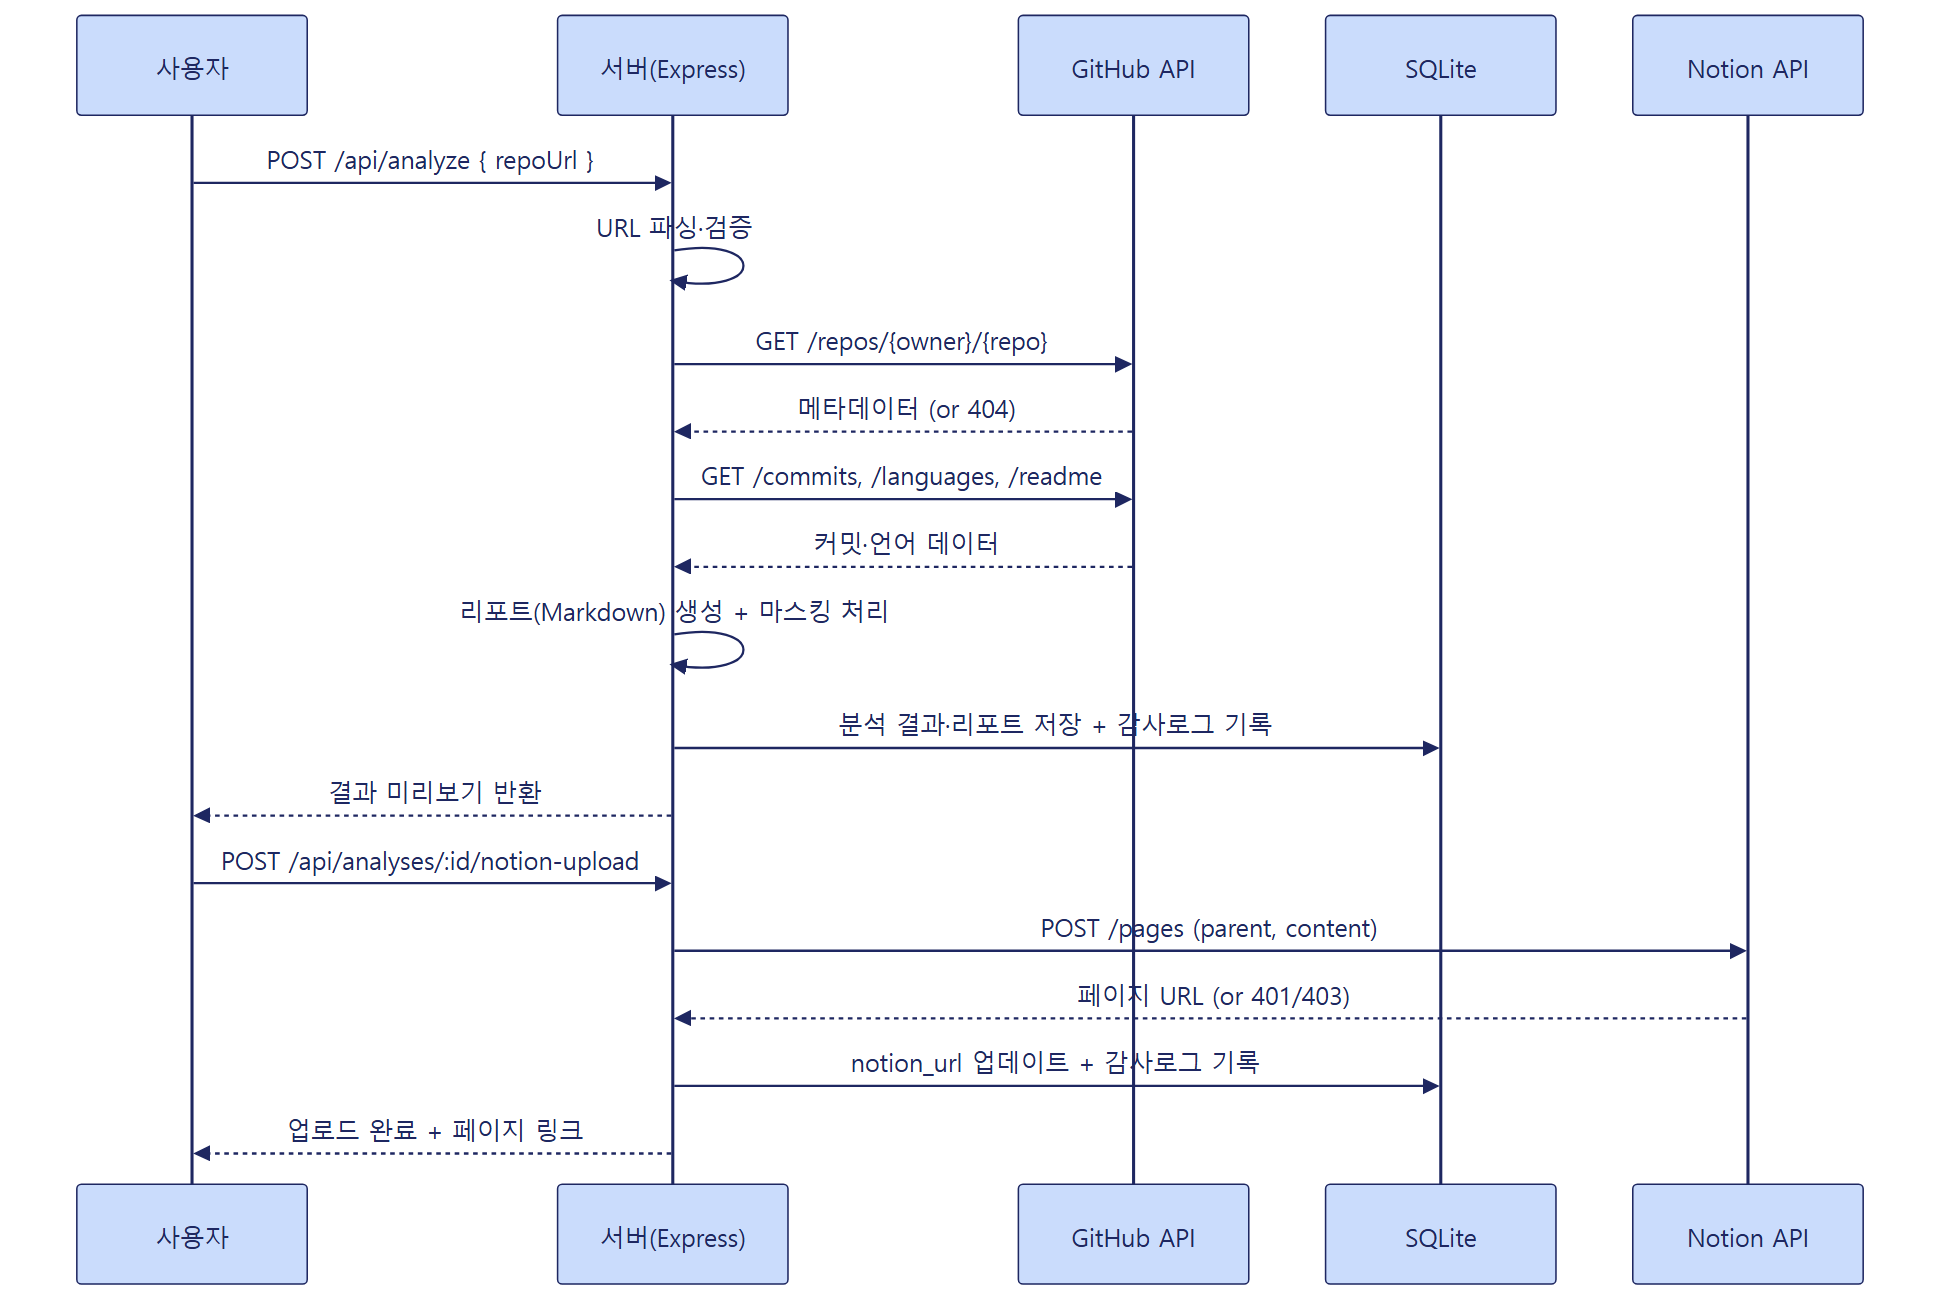 사용자
서버(Express)
GitHub API
SQLite
Notion API
POST /api/analyze { repoUrl }
URL 파싱·검증
GET /repos/{owner}/{repo}
메타데이터 (or 404)
GET /commits, /languages, /readme
커밋·언어 데이터
리포트(Markdown) 생성 + 마스킹 처리
분석 결과·리포트 저장 + 감사로그 기록
결과 미리보기 반환
POST /api/analyses/:id/notion-upload
POST /pages (parent, content)
페이지 URL (or 401/403)
notion_url 업데이트 + 감사로그 기록
업로드 완료 + 페이지 링크
사용자
서버(Express)
GitHub API
SQLite
Notion API